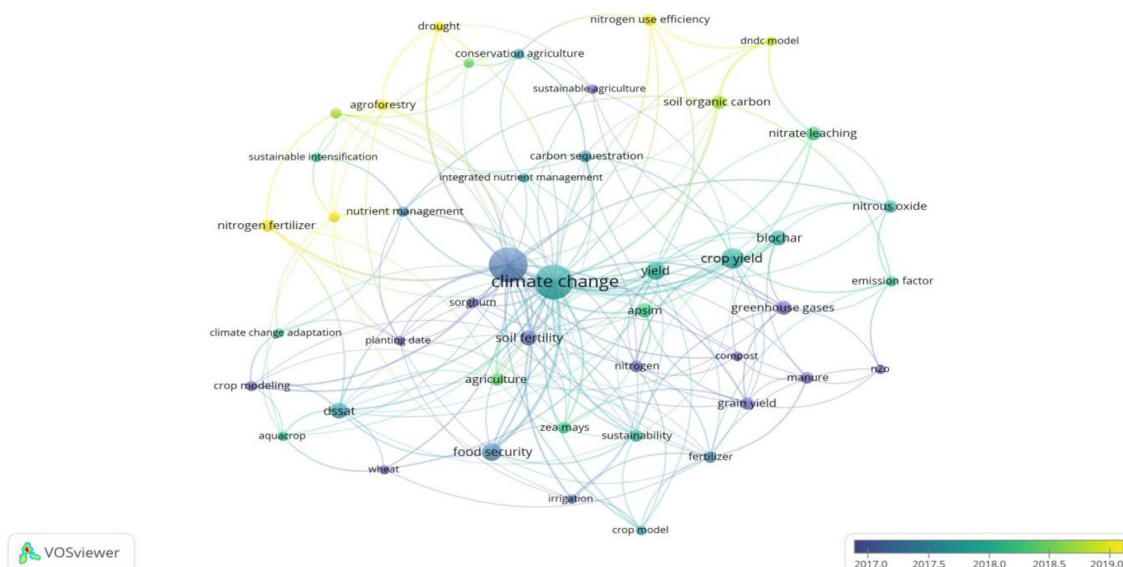 drought
nitrogen use efficiency
dndc model
conservation agriculture
sustainable agriculture
agroforestry
soil organic carbon
nitrate leaching
sustainable intensification
carbon sequestration
integrated nutrient management
nitrogen fertilizer
nutrient management
nitrous oxide
biochar
crop yield
yield
climate change
emission factor
sorghum
greenhouse gases
apsim
climate change adaptation
planting date
soil fertility
compost
nitrogen
crop modeling
agriculture
manure
n2o
grain yield
dssat
aquacrop
zea mays
sustainability
food security
fertilizer
wheat
irrigation
crop model
VOSviewer
2017.0 2017.5 2018.0 2018.5 2019.0